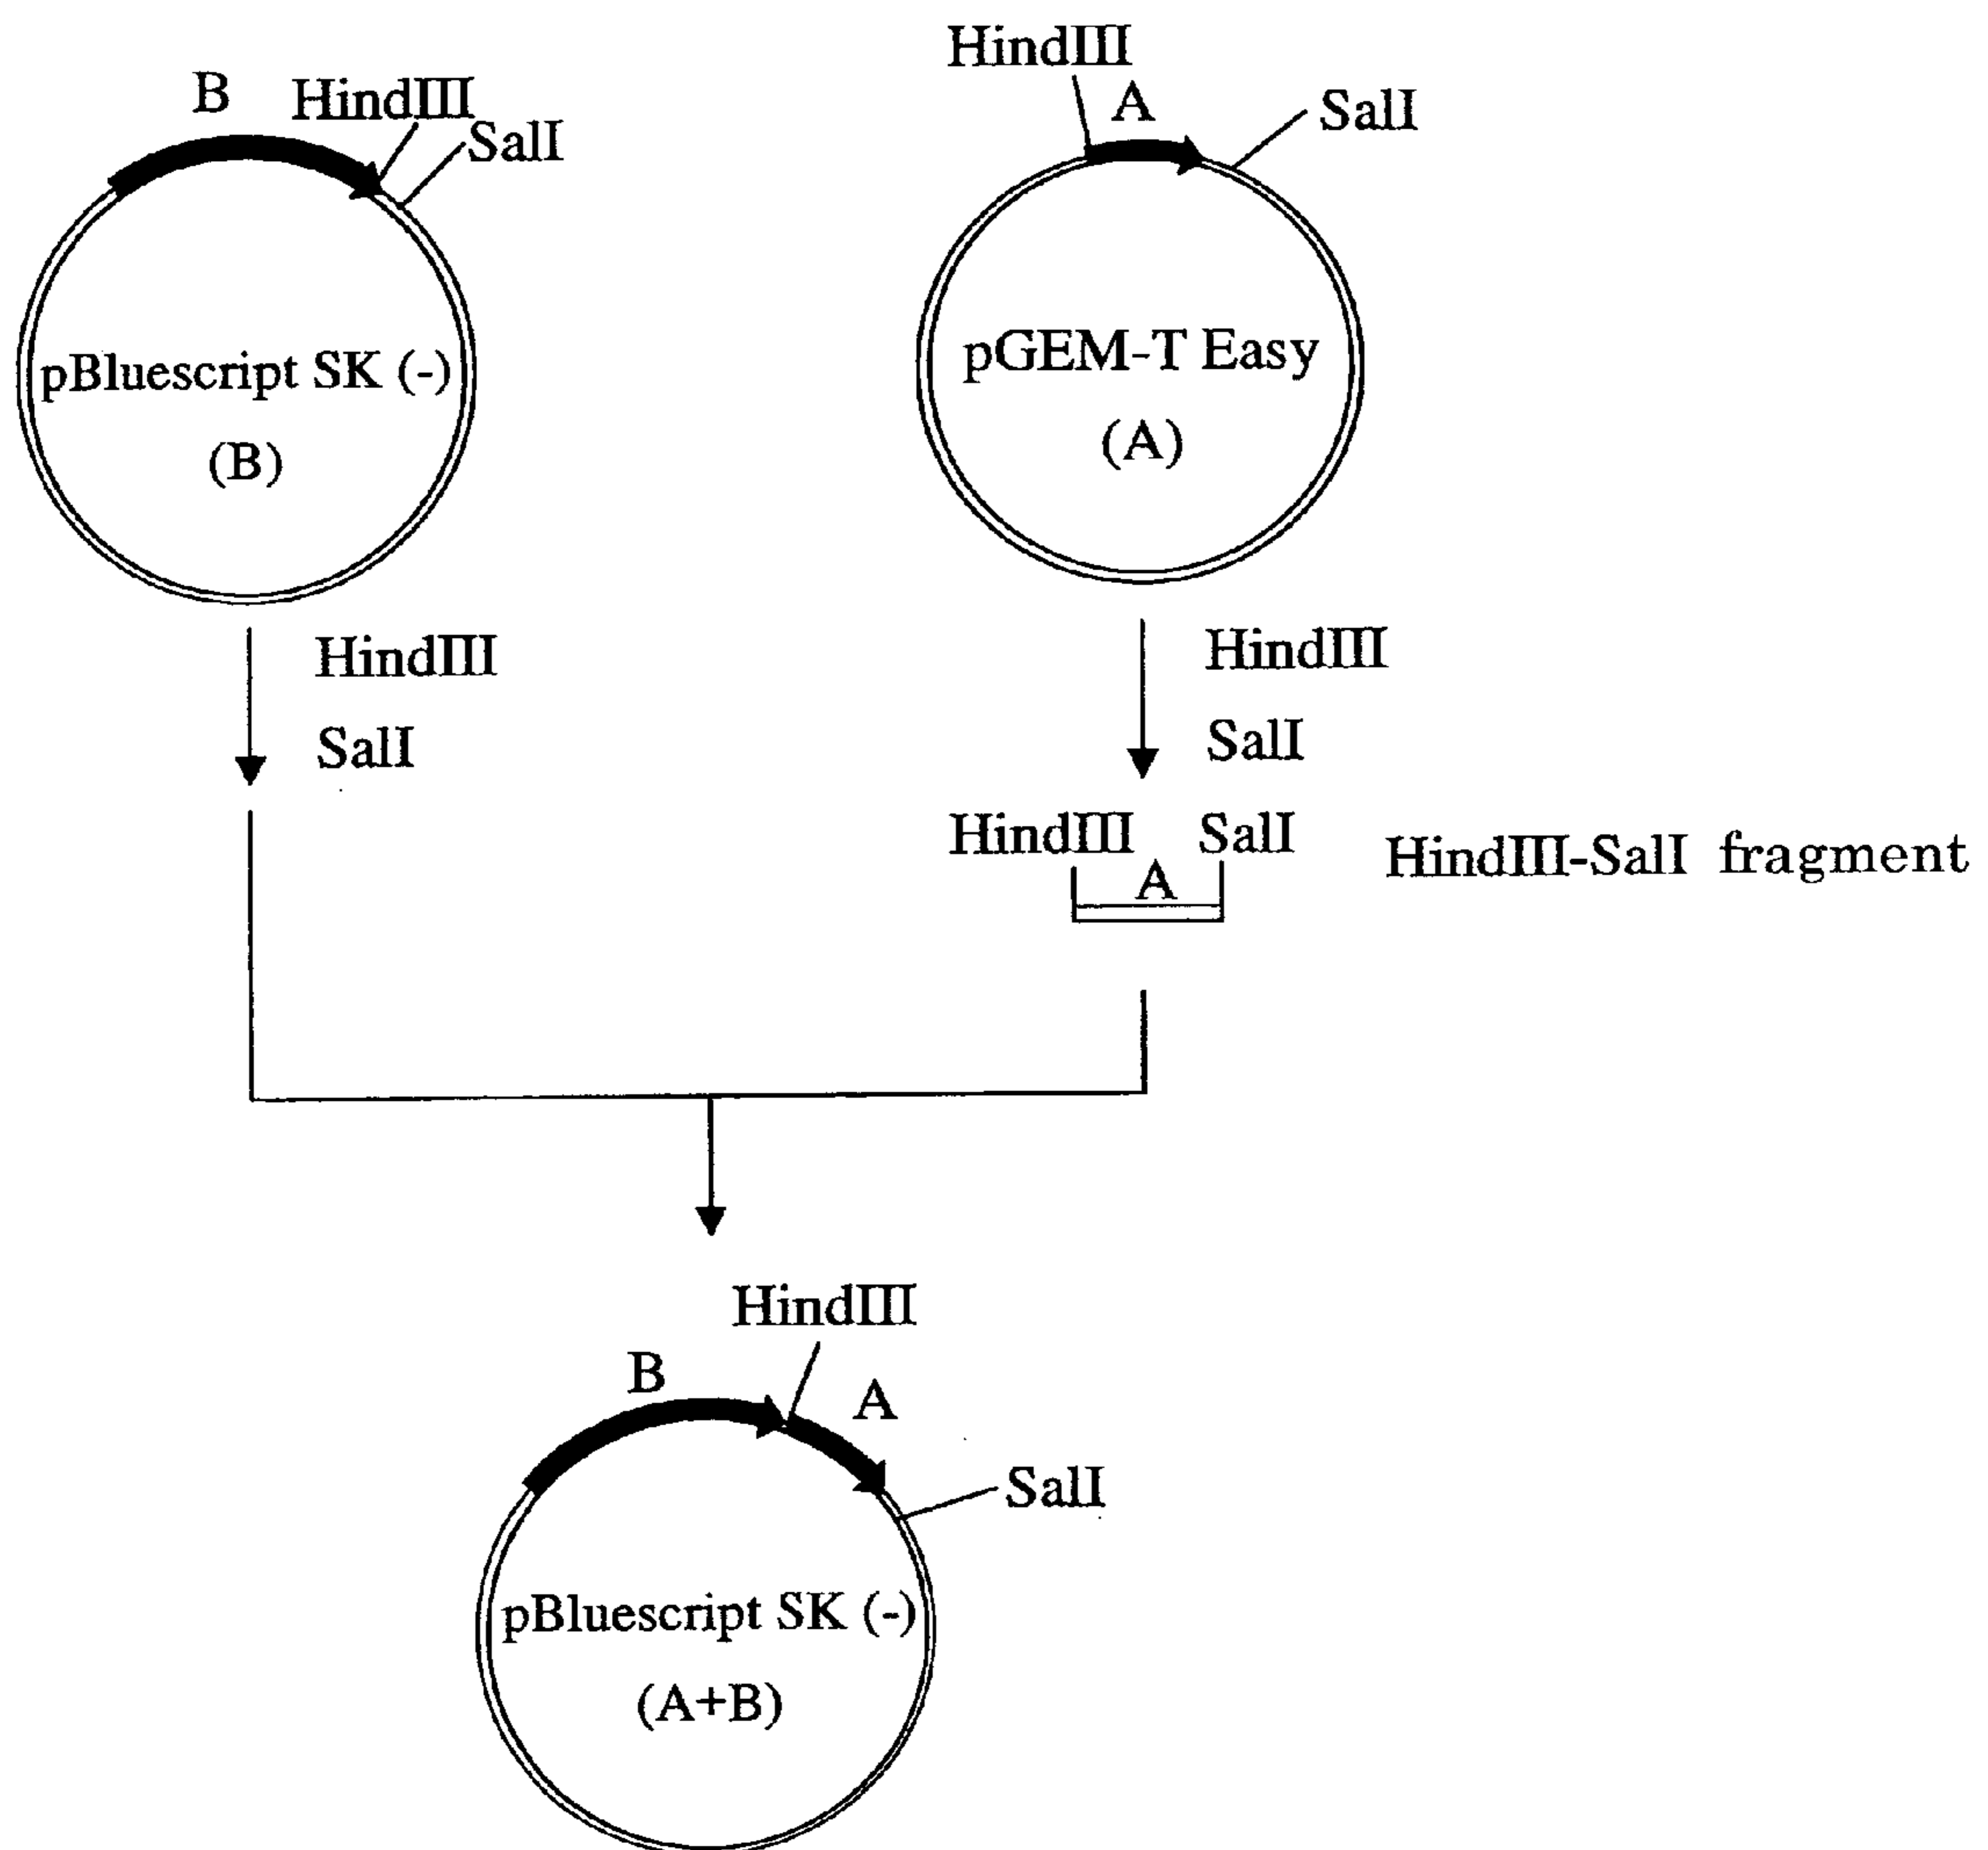 B HindIII
SalI
pBluescript SK (-)
(B)
HindIII
A
SalI
pGEM-T Easy
(A)
HindIII
SalI
HindIII
SalI
HindIII SalI
A
HindIII-SalI fragment
HindIII
B
A
SalI
pBluescript SK (-)
(A+B)